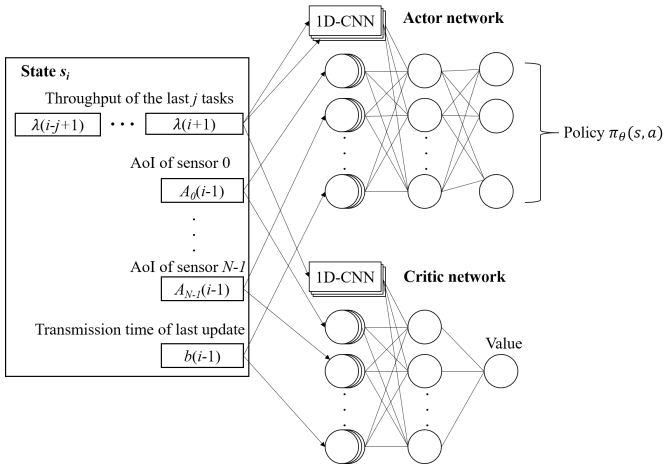 State s_i
Throughput of the last j tasks
λ(i-j+1) • • • λ(i+1)
AoI of sensor 0
A_0(i-1)
AoI of sensor N-1
A_{N-1}(i-1)
Transmission time of last update
b(i-1)
1D-CNN
Actor network
Policy π_θ(s, a)
1D-CNN
Critic network
Value